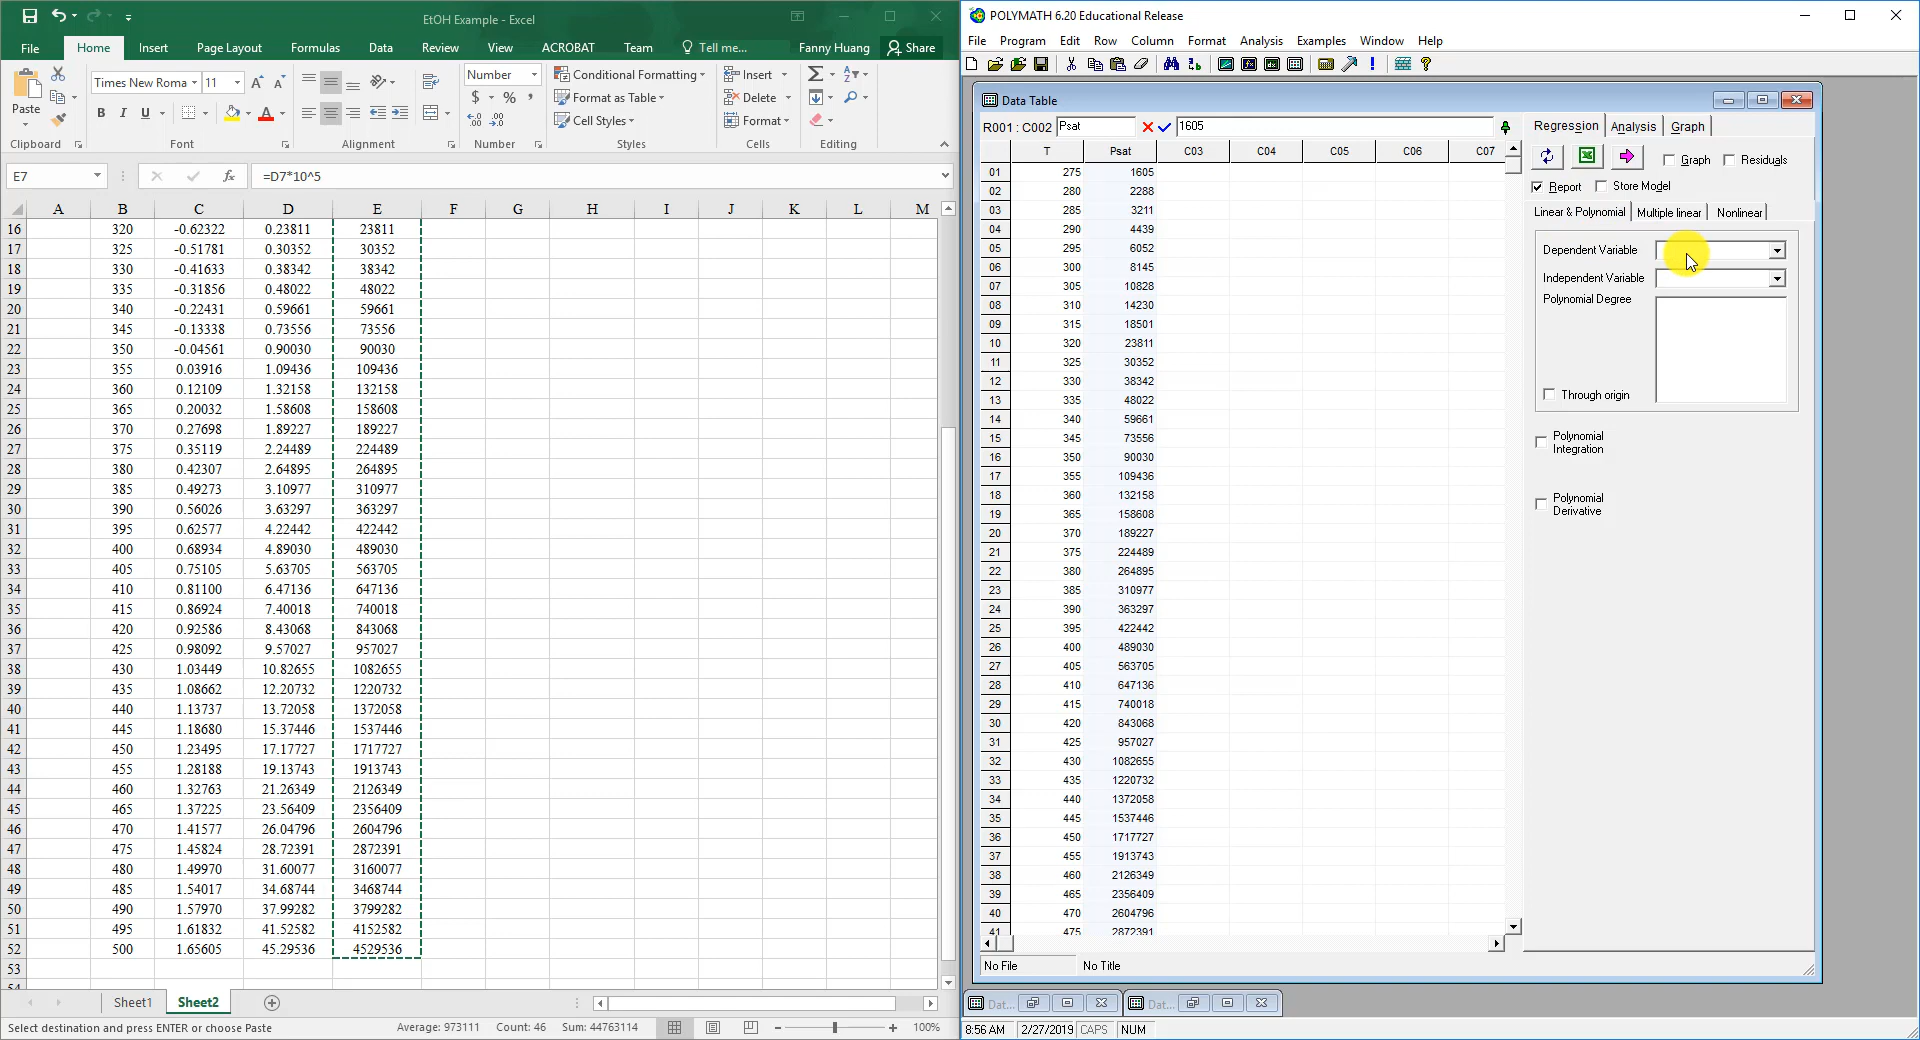 EtOH Example - Excel
File Home Insert Page Layout Formulas Data Review View ACROBAT Team Tell me... Fanny Huang Share
Paste Times New Roma 11 Number Conditional Formatting Insert
B I U $ % , Format as Table Delete
Cell Styles Format
Clipboard Font Alignment Number Styles Cells Editing
E7 fx =D7*10^5
A B C D E F G H I J K L M
16 320 -0.62322 0.23811 23811
17 325 -0.51781 0.30352 30352
18 330 -0.41633 0.38342 38342
19 335 -0.31856 0.48022 48022
20 340 -0.22431 0.59661 59661
21 345 -0.13338 0.73556 73556
22 350 -0.04561 0.90030 90030
23 355 0.03916 1.09436 109436
24 360 0.12109 1.32158 132158
25 365 0.20032 1.58608 158608
26 370 0.27698 1.89227 189227
27 375 0.35119 2.24489 224489
28 380 0.42307 2.64895 264895
29 385 0.49273 3.10977 310977
30 390 0.56026 3.63297 363297
31 395 0.62577 4.22442 422442
32 400 0.68934 4.89030 489030
33 405 0.75105 5.63705 563705
34 410 0.81100 6.47136 647136
35 415 0.86924 7.40018 740018
36 420 0.92586 8.43068 843068
37 425 0.98092 9.57027 957027
38 430 1.03449 10.82655 1082655
39 435 1.08662 12.20732 1220732
40 440 1.13737 13.72058 1372058
41 445 1.18680 15.37446 1537446
42 450 1.23495 17.17727 1717727
43 455 1.28188 19.13743 1913743
44 460 1.32763 21.26349 2126349
45 465 1.37225 23.56409 2356409
46 470 1.41577 26.04796 2604796
47 475 1.45824 28.72391 2872391
48 480 1.49970 31.60077 3160077
49 485 1.54017 34.68744 3468744
50 490 1.57970 37.99282 3799282
51 495 1.61832 41.52582 4152582
52 500 1.65605 45.29536 4529536
53
54
Sheet1 Sheet2
Select destination and press ENTER or choose Paste Average: 973111 Count: 46 Sum: 44763114 100%
POLYMATH 6.20 Educational Release
File Program Edit Row Column Format Analysis Examples Window Help
Data Table
R001 : C002 Psat 1605
T Psat C03 C04 C05 C06 C07
01 275 1605
02 280 2288
03 285 3211
04 290 4439
05 295 6052
06 300 8145
07 305 10828
08 310 14230
09 315 18501
10 320 23811
11 325 30352
12 330 38342
13 335 48022
14 340 59661
15 345 73556
16 350 90030
17 355 109436
18 360 132158
19 365 158608
20 370 189227
21 375 224489
22 380 264895
23 385 310977
24 390 363297
25 395 422442
26 400 489030
27 405 563705
28 410 647136
29 415 740018
30 420 843068
31 425 957027
32 430 1082655
33 435 1220732
34 440 1372058
35 445 1537446
36 450 1717727
37 455 1913743
38 460 2126349
39 465 2356409
40 470 2604796
41 475 2872391
No File No Title
Regression Analysis Graph
Graph Residuals
Report Store Model
Linear & Polynomial Multiple linear Nonlinear
Dependent Variable
Independent Variable
Polynomial Degree
Through origin
Polynomial
Integration
Polynomial
Derivative
Dat... Dat...
8:56 AM 2/27/2019 CAPS NUM